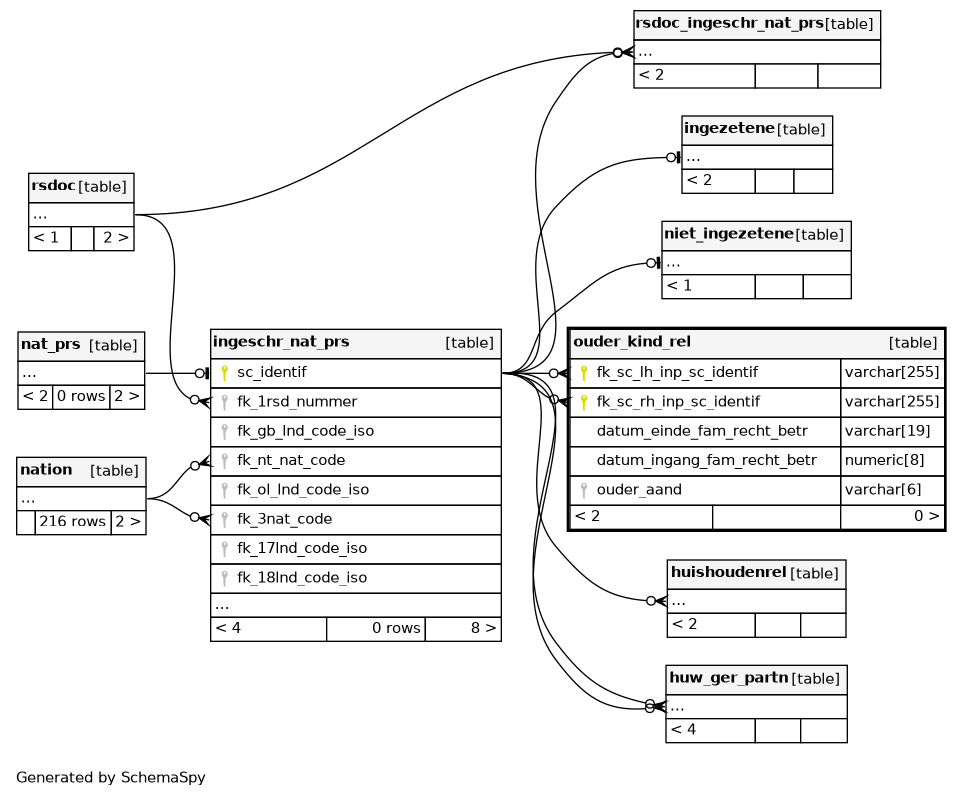 rsdoc_ingeschr_nat_prs [table]
...
< 2
ingezetene [table]
...
< 2
rsdoc [table]
...
< 1 2 >
niet_ingezetene [table]
...
< 1
nat_prs [table]
...
< 2 0 rows 2 >
nation [table]
...
216 rows 2 >
ingeschr_nat_prs [table]
sc_identif
fk_1rsd_nummer
fk_gb_lnd_code_iso
fk_nt_nat_code
fk_ol_lnd_code_iso
fk_3nat_code
fk_17lnd_code_iso
fk_18lnd_code_iso
...
< 4 0 rows 8 >
ouder_kind_rel [table]
fk_sc_lh_inp_sc_identif varchar[255]
fk_sc_rh_inp_sc_identif varchar[255]
datum_einde_fam_recht_betr varchar[19]
datum_ingang_fam_recht_betr numeric[8]
ouder_aand varchar[6]
< 2 0 >
huishoudenrel [table]
...
< 2
huw_ger_partn [table]
...
< 4
Generated by SchemaSpy